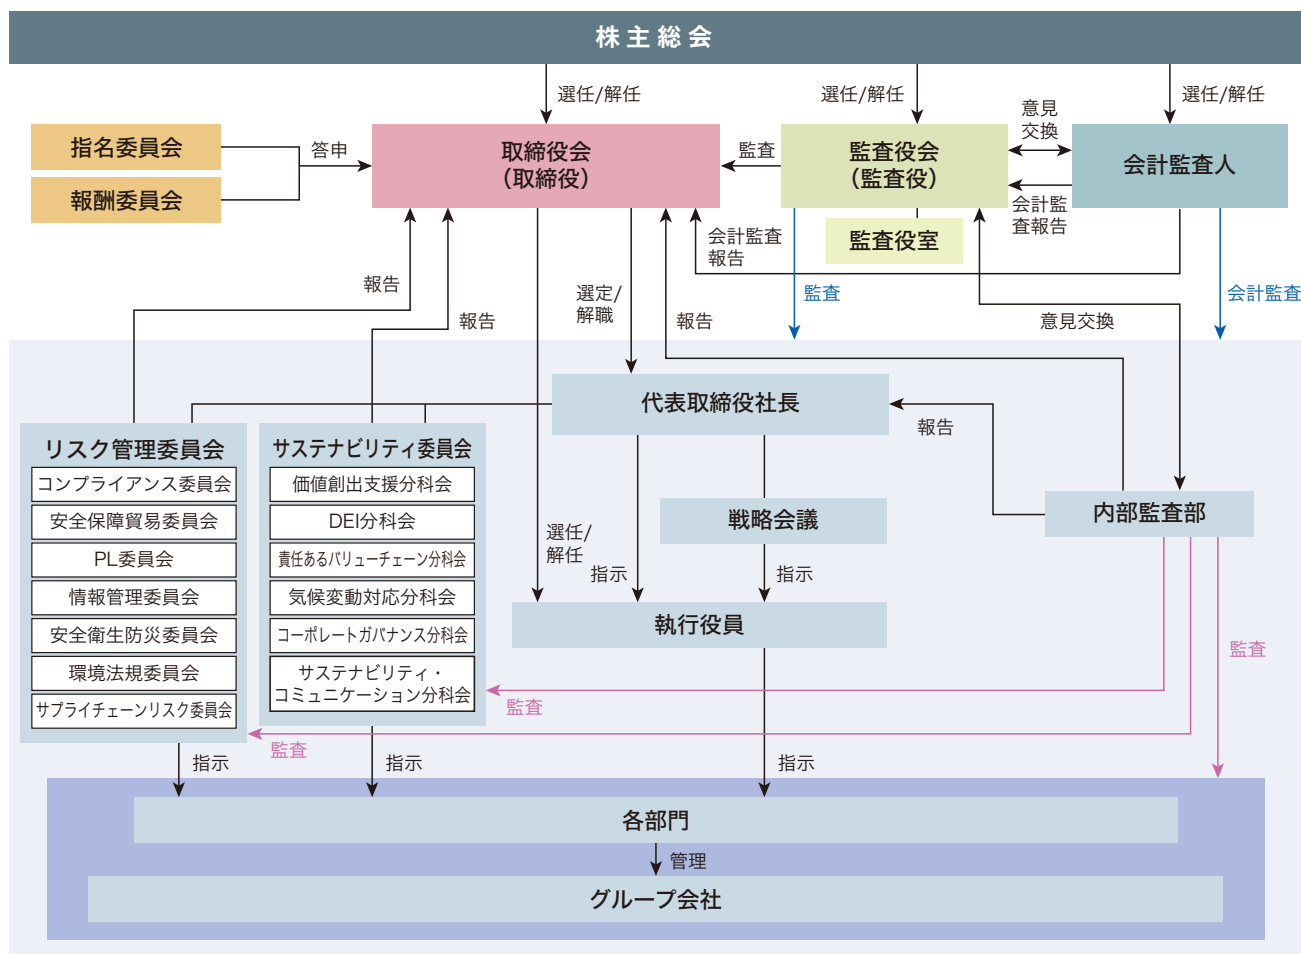 株主総会
選任/解任
選任/解任
選任/解任
指名委員会
報酬委員会
答申
取締役会
（取締役）
監査
監査役会
（監査役）
監査役室
意見
交換
会計監
査報告
会計監査人
報告
報告
選定/
解職
報告
会計監査
報告
監査
意見交換
会計監査
代表取締役社長
報告
リスク管理委員会
コンプライアンス委員会
安全保障貿易委員会
PL委員会
情報管理委員会
安全衛生防災委員会
環境法規委員会
サプライチェーンリスク委員会
サステナビリティ委員会
価値創出支援分科会
DEI分科会
責任あるバリューチェーン分科会
気候変動対応分科会
コーポレートガバナンス分科会
サステナビリティ・
コミュニケーション分科会
戦略会議
内部監査部
選任/
解任
指示
指示
執行役員
監査
監査
監査
指示
指示
指示
各部門
管理
グループ会社